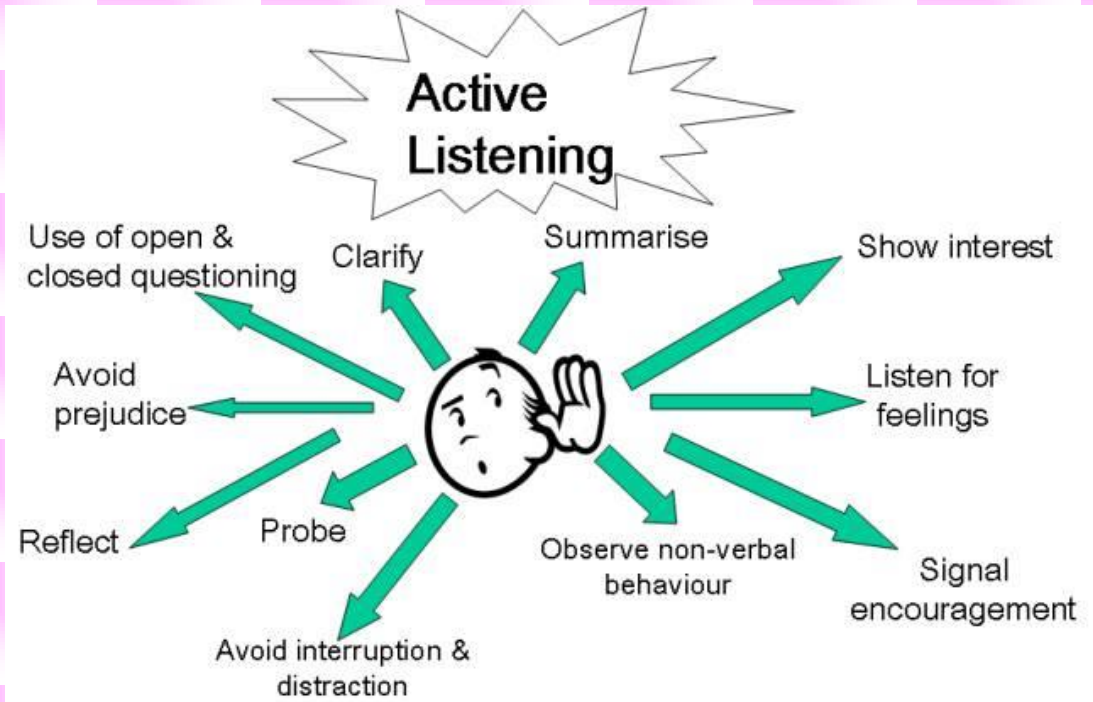 Active
Listening
Use of open &
closed questioning
Clarify
Summarise
Show interest
Avoid
prejudice
Listen for
feelings
Reflect
Probe
Observe non-verbal
behaviour
Signal
encouragement
Avoid interruption &
distraction